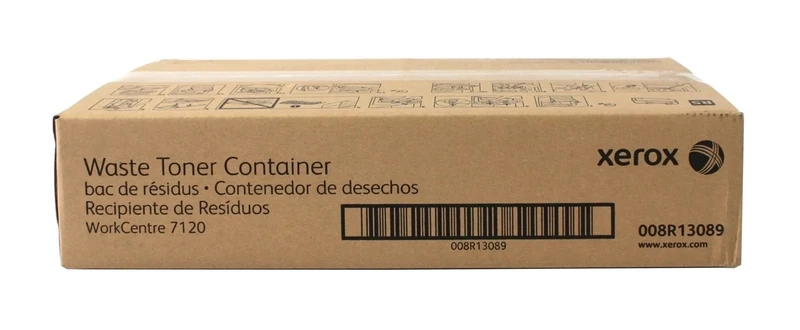 Waste Toner Container
bac de résidus • Contenedor de desechos
Recipiente de Resíduos
WorkCentre 7120
008R13089
xerox
008R13089
www.xerox.com